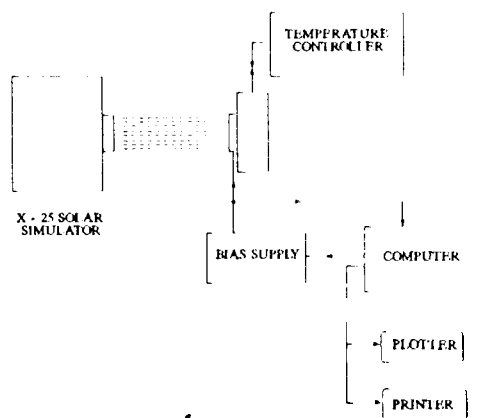 TEMPERATURE
CONTROLLER
X - 25 SOLAR
SIMULATOR
BIAS SUPPLY
COMPUTER
PLOTTER
PRINTER